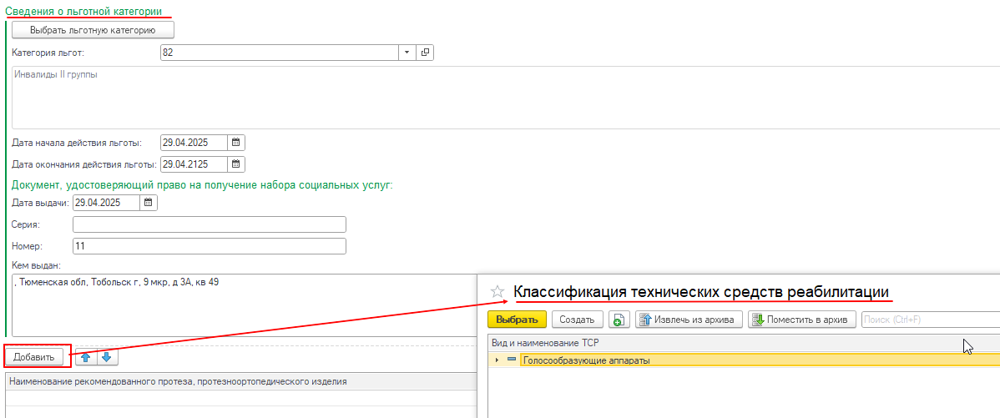 Сведения о льготной категории
Выбрать льготную категорию
Категория льгот: 82
Инвалиды II группы
Дата начала действия льготы: 29.04.2025
Дата окончания действия льготы: 29.04.2125
Документ, удостоверяющий право на получение набора социальных услуг:
Дата выдачи: 29.04.2025
Серия:
Номер: 11
Кем выдан:
, Тюменская обл, Тобольск г, 9 мкр, д 3А, кв 49
Добавить
Наименование рекомендованного протеза, протезноортопедического изделия
Классификация технических средств реабилитации
Выбрать Создать Извлечь из архива Поместить в архив Поиск (Ctrl+F)
Вид и наименование ТСР
Голосообразующие аппараты